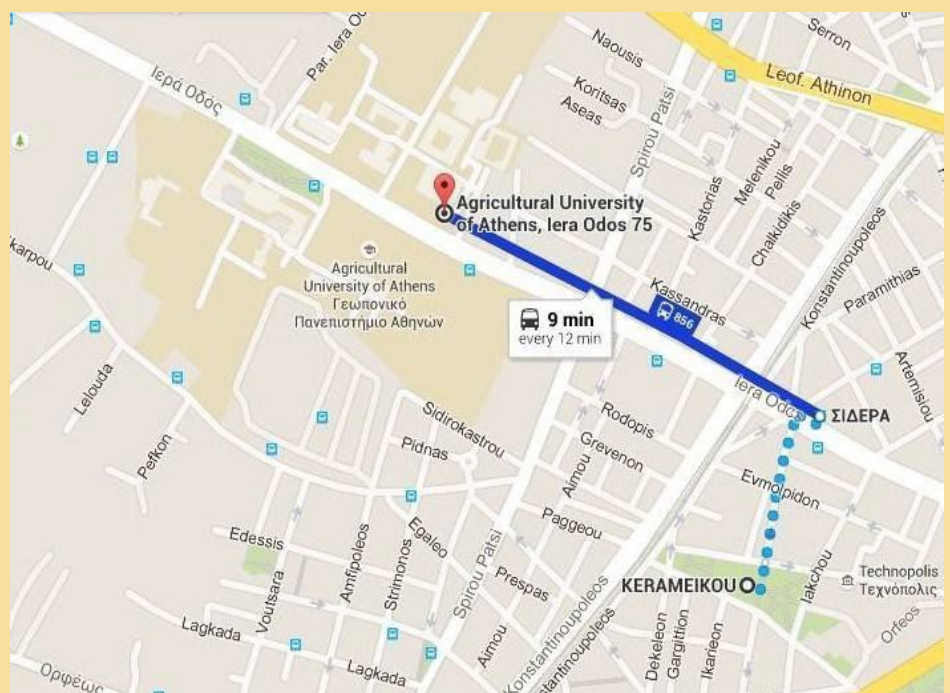 Ιερά Οδός
Par. Iera Od
Naousis
Koritsas
Aseas
Serron
Leof. Athinon
Spirou Patsi
Melenikou
Pellis
Kastorias
Chalkidikis
Konstantinoupoleos
Paramithias
Agricultural University
of Athens, Iera Odos 75
Agricultural
University of Athens
Γεωπονικό
Πανεπιστήμιο Αθηνών
karpou
Kassandras
856
9 min
every 12 min
Iera Odos
ΣΙΔΕΡΑ
Artemisiou
Lelouda
Pefkon
Sidirokastrou
Pidnas
Rodopis
Grevenon
Aimou
Evmolpidon
Paggeou
Egaleo
Edessis
Voutsara
Amfipoleos
Strimonos
Spirou Patsi
Prespas
Aimou
KERAMEIKOU
Iakchou
Technopolis
Τεχνόπολις
Orfeos
Lagkada
Lagkada
Konstantinoupoleos
onstantinoupoleos
Dekeleon
Gargittion
Ikarieon
Ορφέως